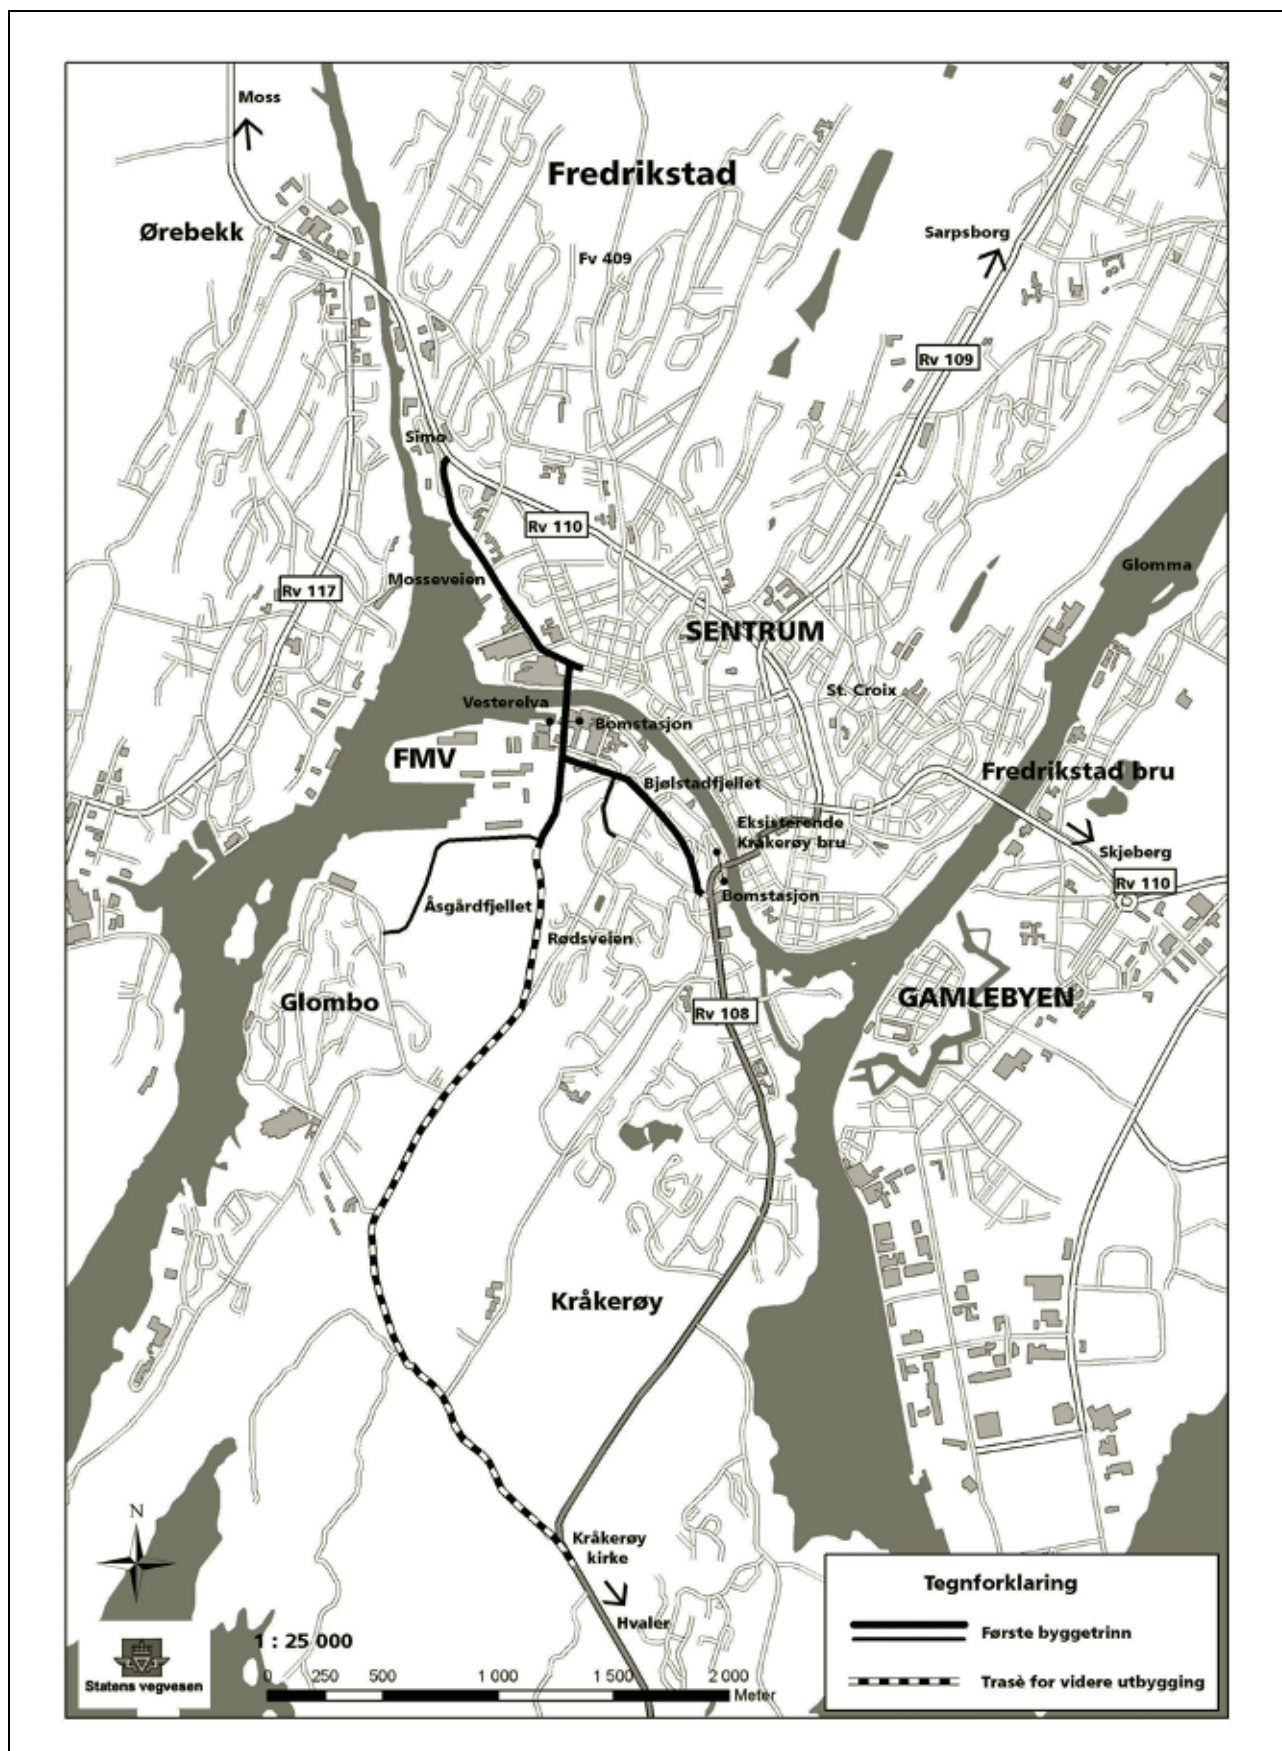 Moss
Fredrikstad
Ørebekk
Sarpsborg
Fv 409
Rv 109
Simo
Rv 110
Glomma
Mosseveien
Rv 117
SENTRUM
St. Croix
Vesterelva
Bomstasjon
FMV
Fredrikstad bru
Bjølstadfjellet
Eksisterende
Kråkerøy bru
Skjeberg
Rv 110
Bomstasjon
Åsgårdfjellet
Rødsveien
Glombo
GAMLEBYEN
Rv 108
Kråkerøy
N
Kråkerøy
kirke
Hvaler
Tegnforklaring
Første byggetrinn
Trasè for videre utbygging
1 : 25 000
0 250 500 1 000 1 500 2 000
Meter
Statens vegvesen